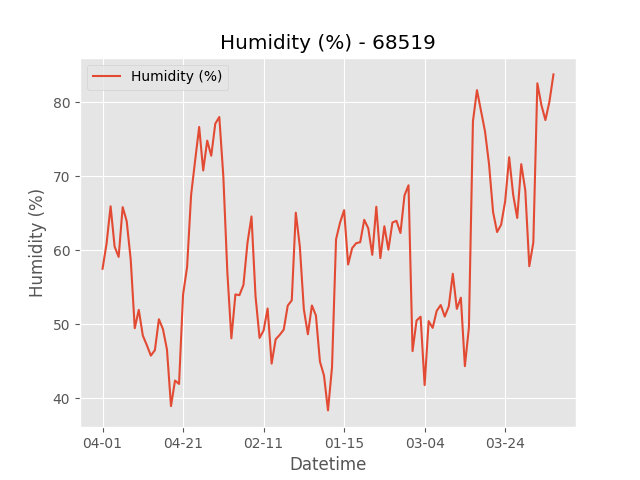 Humidity (%) - 68519
Humidity (%)
Humidity (%)
80
70
60
50
40
04-01 04-21 02-11 01-15 03-04 03-24
Datetime